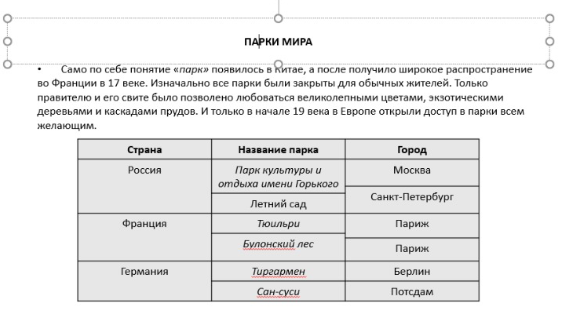 ПАРКИ МИРА
• Само по себе понятие «парк» появилось в Китае, а после получило широкое распространение
во Франции в 17 веке. Изначально все парки были закрыты для обычных жителей. Только
правителю и его свите было позволено любоваться великолепными цветами, экзотическими
деревьями и каскадами прудов. И только в начале 19 века в Европе открыли доступ в парки всем
желающим.
Страна Название парка Город
Россия Парк культуры и Москва
отдыха имени Горького
Летний сад Санкт-Петербург
Франция Тюильри Париж
Булонский лес Париж
Германия Тиргармен Берлин
Сан-суси Потсдам